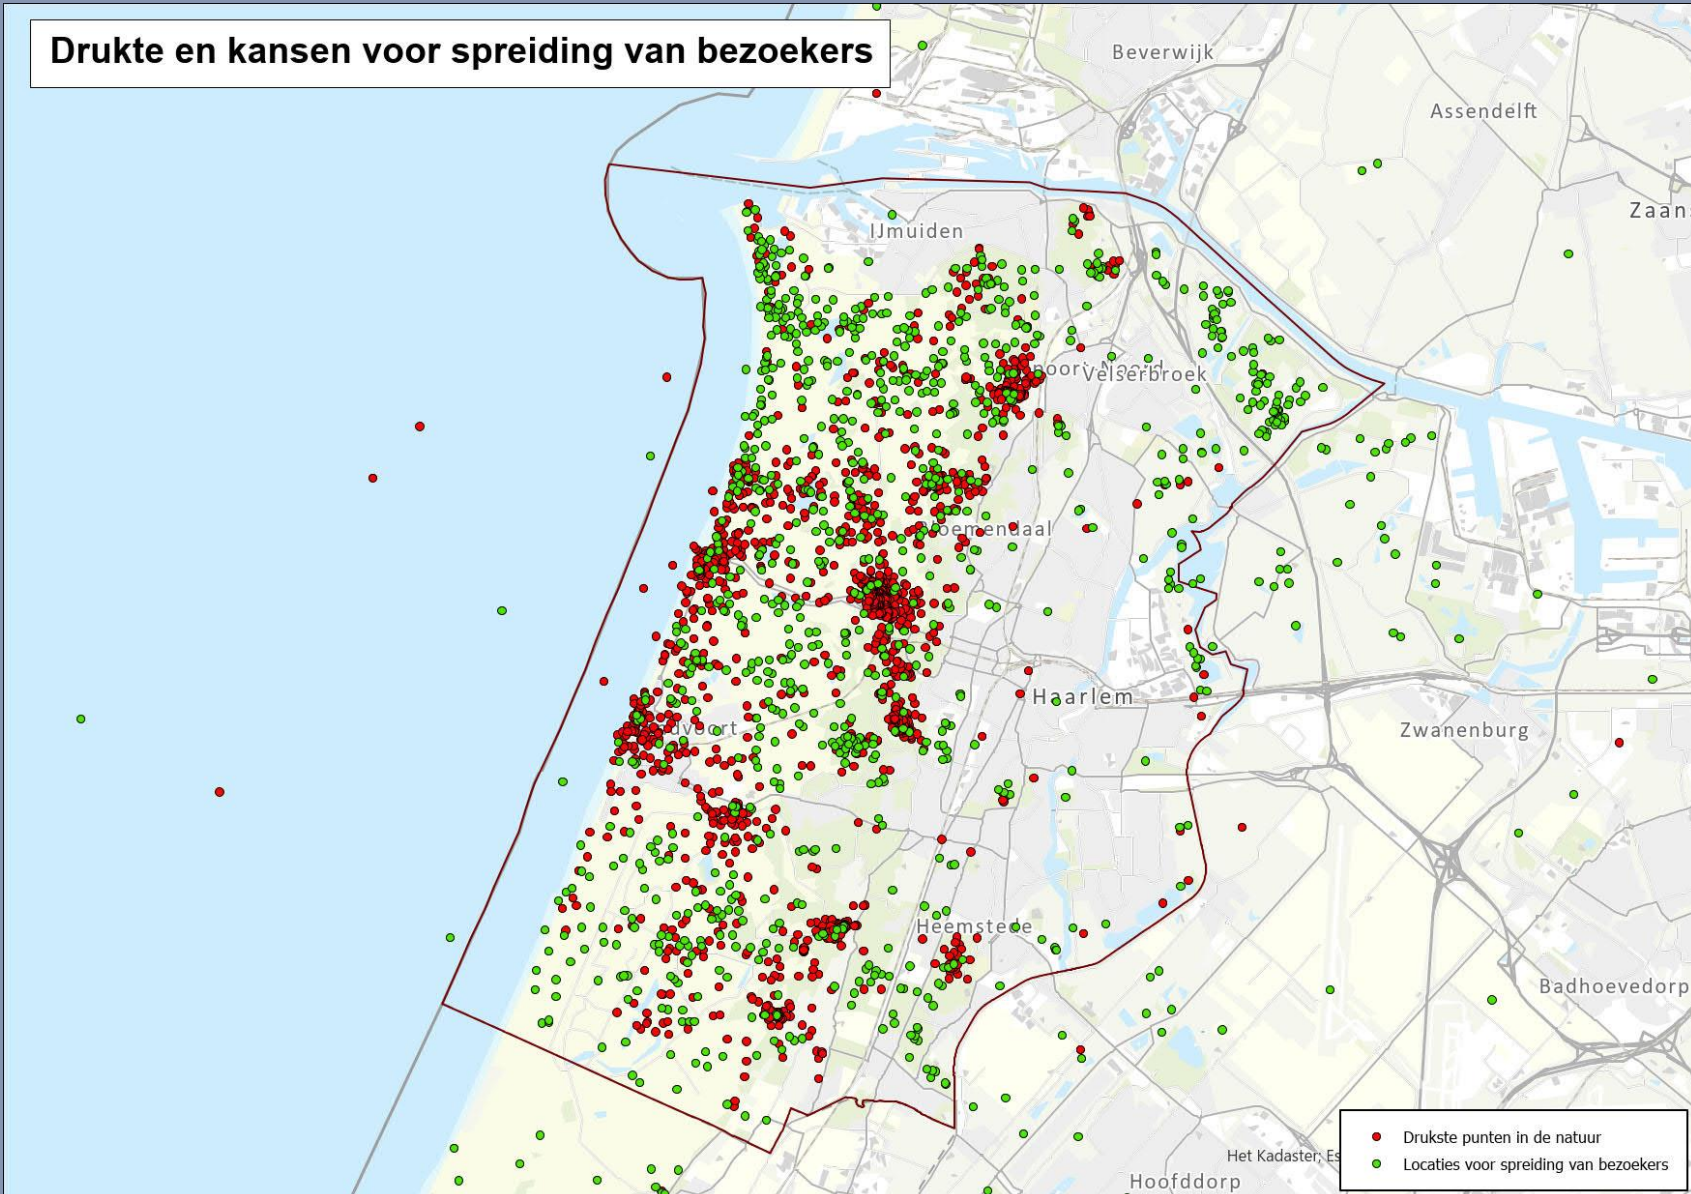 Drukte en kansen voor spreiding van bezoekers
Beverwijk
Assendelft
IJmuiden
Velserbroek
Bloemendaal
Haarlem
Zwanenburg
Heemstede
Badhoevedorp
Hoofddorp
Het Kadaster, Es
Drukste punten in de natuur
Locaties voor spreiding van bezoekers